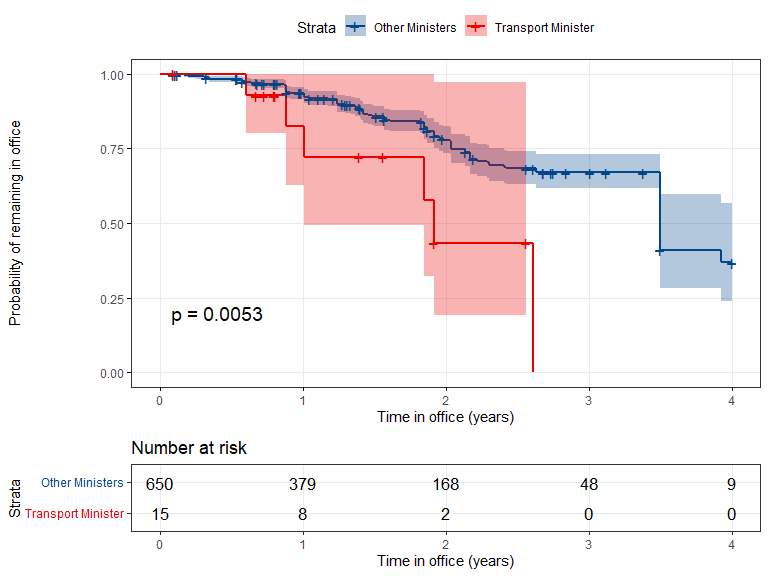 Strata Other Ministers Transport Minister
Probability of remaining in office
1.00
0.75
0.50
0.25
0.00
p = 0.0053
0 1 2 3 4
Time in office (years)
Number at risk
Strata
Other Ministers 650 379 168 48 9
Transport Minister 15 8 2 0 0
0 1 2 3 4
Time in office (years)